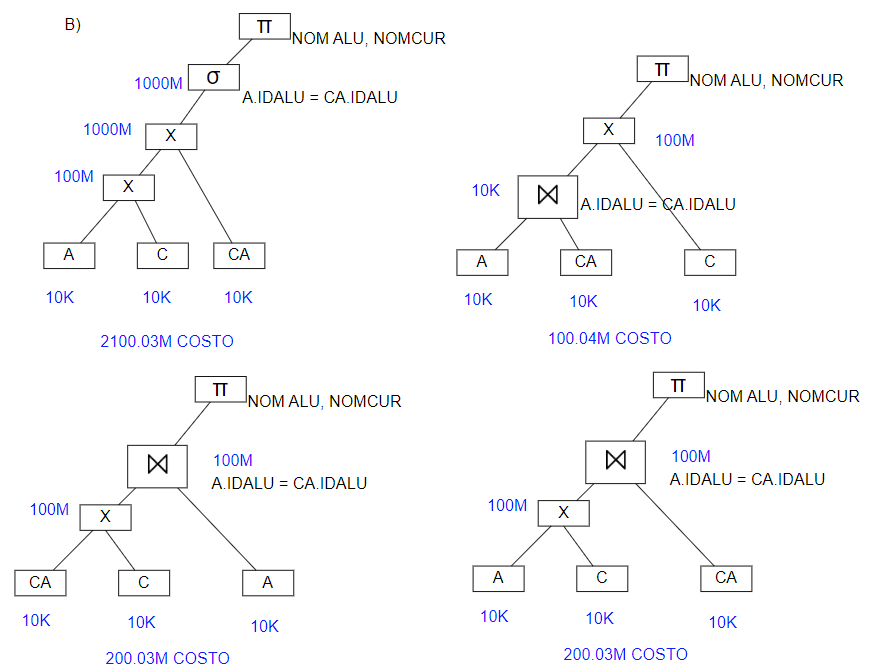 B)
π
NOM ALU, NOMCUR
1000M
σ
A.IDALU = CA.IDALU
1000M
X
100M
X
A
C
CA
10K
10K
10K
2100.03M COSTO
π
NOM ALU, NOMCUR
X
100M
10K
⋈
A.IDALU = CA.IDALU
A
CA
C
10K
10K
10K
100.04M COSTO
π
NOM ALU, NOMCUR
⋈
100M
A.IDALU = CA.IDALU
100M
X
CA
C
A
10K
10K
10K
200.03M COSTO
π
NOM ALU, NOMCUR
⋈
100M
A.IDALU = CA.IDALU
100M
X
A
C
CA
10K
10K
10K
200.03M COSTO